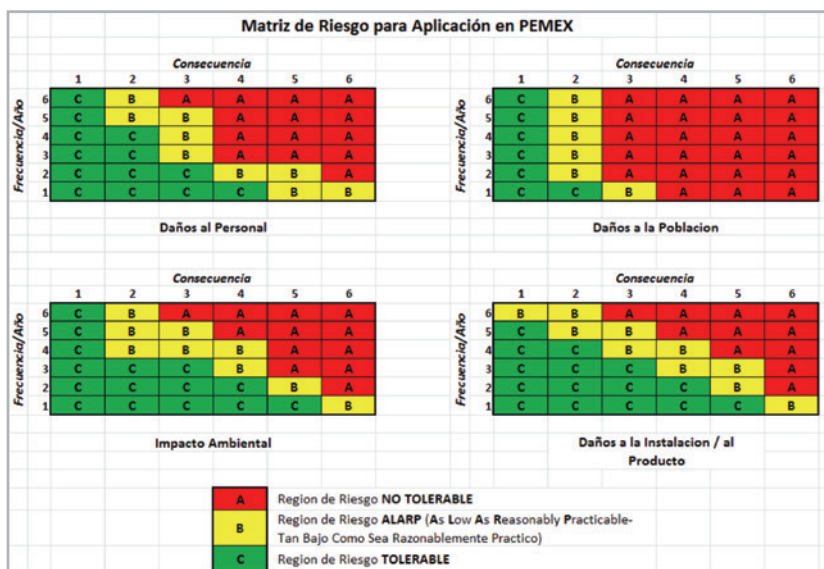 Matriz de Riesgo para Aplicación en PEMEX
Consecuencia
1 2 3 4 5 6
Frecuencia/Año
6 C B A A A A
5 C B B A A A
4 C C B A A A
3 C C B A A A
2 C C C B B A
1 C C C C B B
Daños al Personal
Consecuencia
1 2 3 4 5 6
Frecuencia/Año
6 C B A A A A
5 C B A A A A
4 C B A A A A
3 C B A A A A
2 C B A A A A
1 C C B A A A
Daños a la Poblacion
Consecuencia
1 2 3 4 5 6
Frecuencia/Año
6 C B A A A A
5 C B B A A A
4 C B B B A A
3 C C C B A A
2 C C C C B A
1 C C C C C B
Impacto Ambiental
Consecuencia
1 2 3 4 5 6
Frecuencia/Año
6 B B A A A A
5 C B B A A A
4 C C B B A A
3 C C C B B A
2 C C C C B A
1 C C C C C B
Daños a la Instalacion / al
Producto
A Region de Riesgo NO TOLERABLE
B Region de Riesgo ALARP (As Low As Reasonably Practicable-
Tan Bajo Como Sea Razonablemente Practico)
C Region de Riesgo TOLERABLE